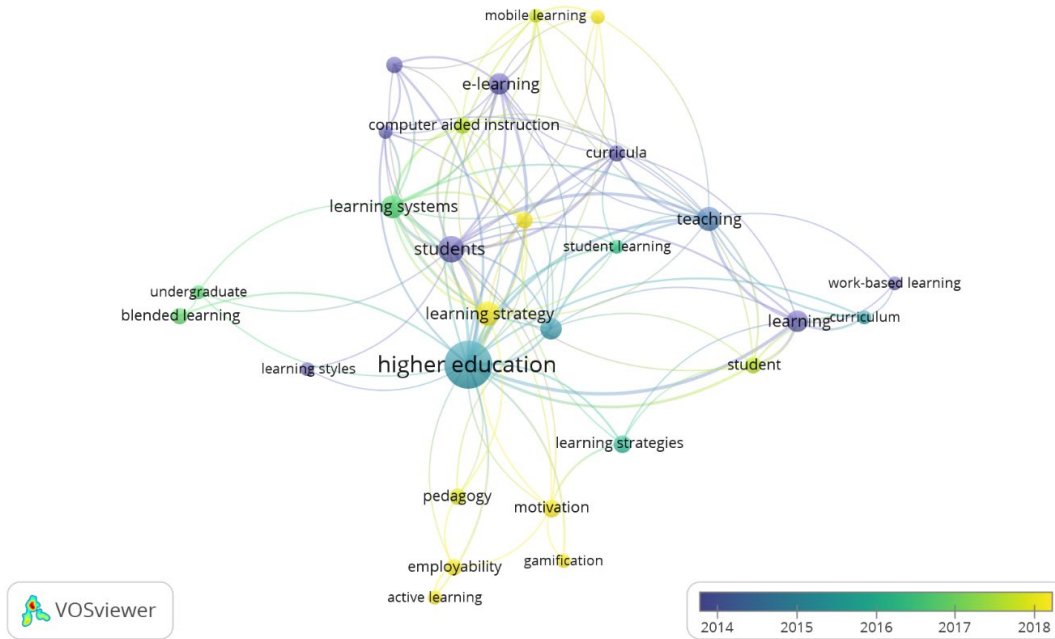 mobile learning
e-learning
computer aided instruction
curricula
learning systems
teaching
students
student learning
work-based learning
undergraduate
blended learning
learning strategy
learning
curriculum
higher education
learning styles
student
learning strategies
pedagogy
motivation
employability
gamification
active learning
VOSviewer
2014 2015 2016 2017 2018